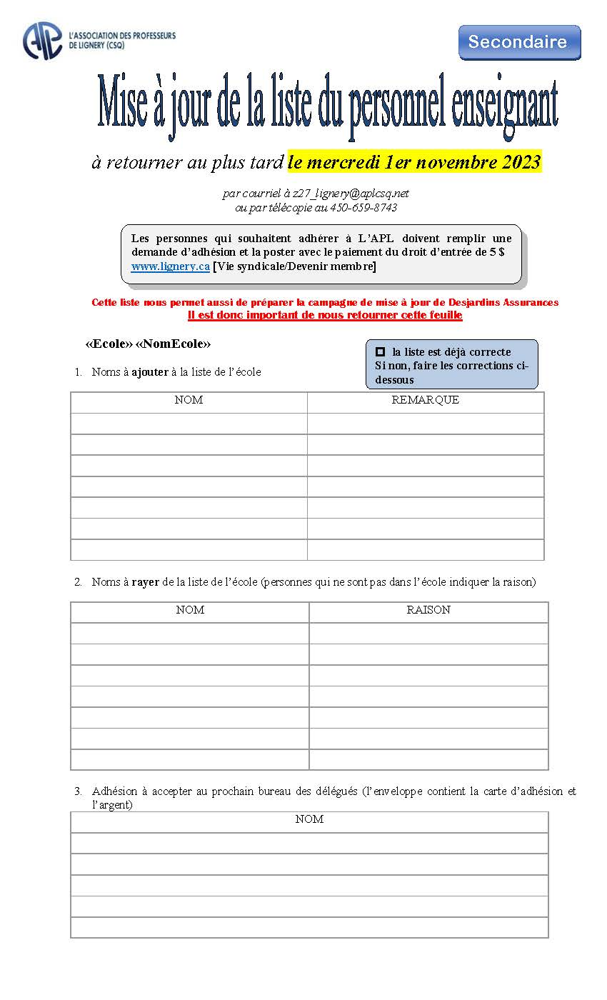 APL L'ASSOCIATION DES PROFESSEURS
DE LIGNERY (CSQ)
Secondaire
Mise à jour de la liste du personnel enseignant
à retourner au plus tard le mercredi 1er novembre 2023
par courriel à z27_lignery@aplcsq.net
ou par télécopie au 450-659-8743
Les personnes qui souhaitent adhérer à L'APL doivent remplir une
demande d'adhésion et la poster avec le paiement du droit d'entrée de 5 $
www.lignery.ca [Vie syndicale/Devenir membre]
Cette liste nous permet aussi de préparer la campagne de mise à jour de Desjardins Assurances
Il est donc important de nous retourner cette feuille
«Ecole» «NomEcole»
❑ la liste est déjà correcte
Si non, faire les corrections ci-
dessous
1. Noms à ajouter à la liste de l'école
NOM REMARQUE
2. Noms à rayer de la liste de l'école (personnes qui ne sont pas dans l'école indiquer la raison)
NOM RAISON
3. Adhésion à accepter au prochain bureau des délégués (l'enveloppe contient la carte d'adhésion et
l'argent)
NOM